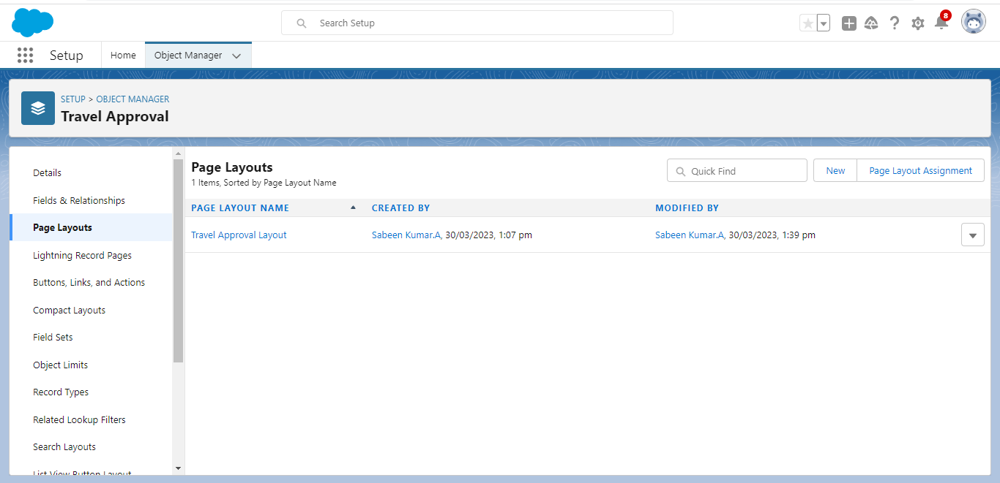 Search Setup
8
Setup
Home
Object Manager
SETUP > OBJECT MANAGER
Travel Approval
Details
Fields & Relationships
Page Layouts
Lightning Record Pages
Buttons, Links, and Actions
Compact Layouts
Field Sets
Object Limits
Record Types
Related Lookup Filters
Search Layouts
List View Button Layout
Page Layouts
1 Items, Sorted by Page Layout Name
Quick Find
New
Page Layout Assignment
PAGE LAYOUT NAME CREATED BY MODIFIED BY
Travel Approval Layout Sabeen Kumar.A, 30/03/2023, 1:07 pm Sabeen Kumar.A, 30/03/2023, 1:39 pm